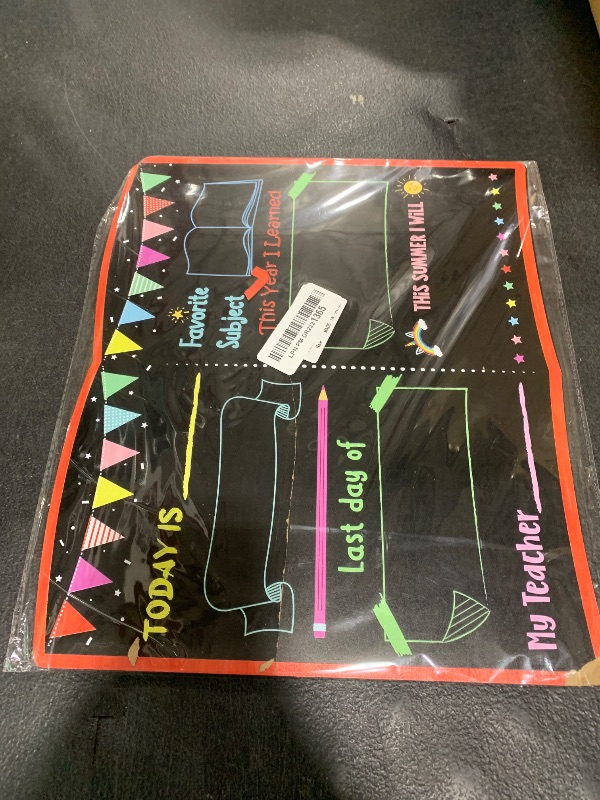 TODAY IS
Favorite
Subject
This Year I Learned
Last day of
THiS SUMMER I WiLL
My Teacher